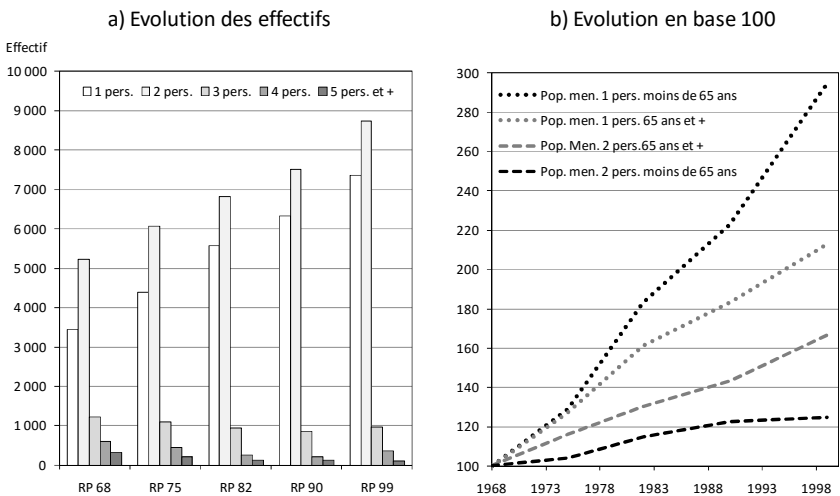 a) Evolution des effectifs
Effectif
10 000
9 000
8 000
7 000
6 000
5 000
4 000
3 000
2 000
1 000
0
1 pers. 2 pers. 3 pers. 4 pers. 5 pers. et +
RP 68 RP 75 RP 82 RP 90 RP 99
b) Evolution en base 100
300
280
260
240
220
200
180
160
140
120
100
Pop. men. 1 pers. moins de 65 ans
Pop. men. 1 pers. 65 ans et +
Pop. Men. 2 pers.65 ans et +
Pop. men. 2 pers. moins de 65 ans
1968 1973 1978 1983 1988 1993 1998